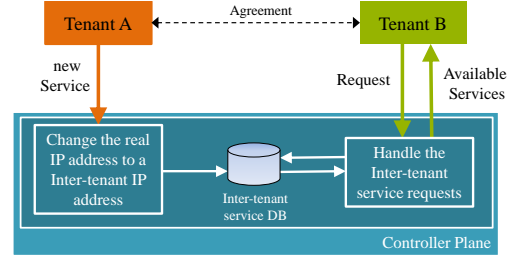 Tenant A
Agreement
Tenant B
new
Service
Request
Available
Services
Change the real
IP address to a
Inter-tenant IP
address
Inter-tenant
service DB
Handle the
Inter-tenant
service requests
Controller Plane